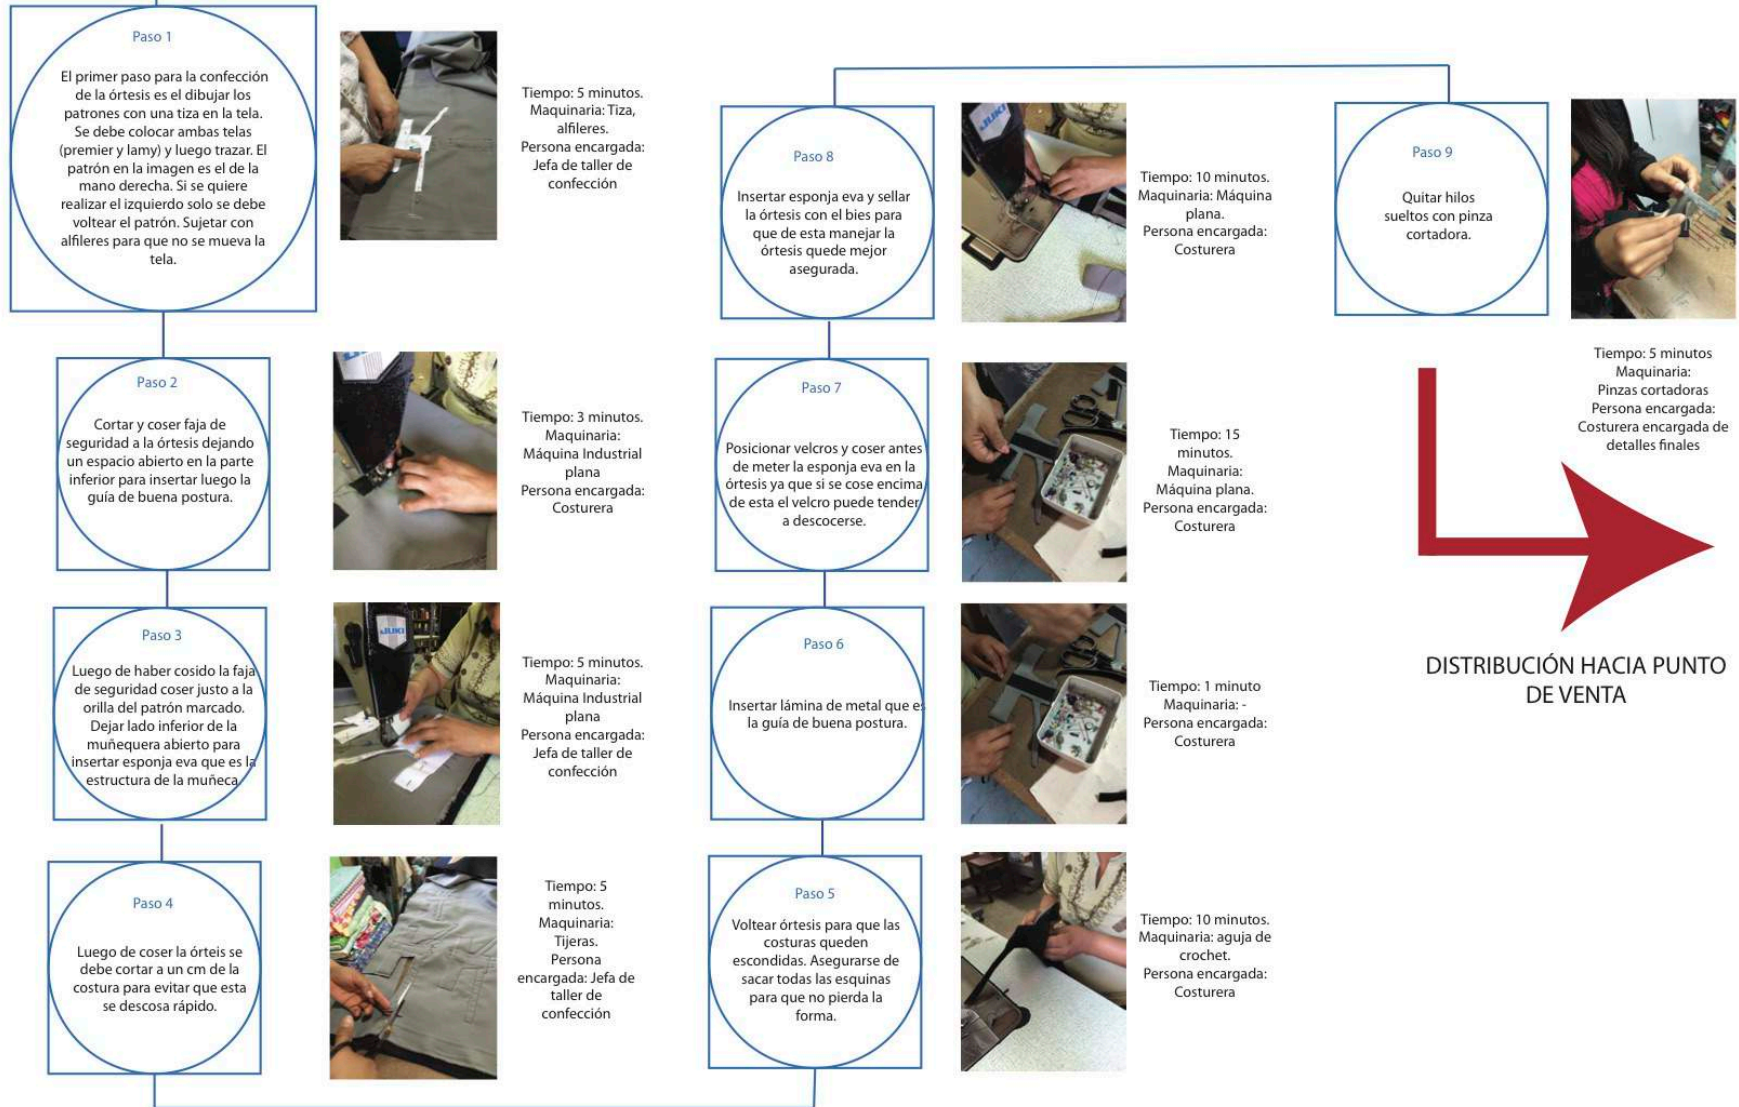 Paso 1
El primer paso para la confección
de la órtesis es el dibujar los
patrones con una tiza en la tela.
Se debe colocar ambas telas
(premier y lamy) y luego trazar. El
patrón en la imagen es el de la
mano derecha. Si se quiere
realizar el izquierdo solo se debe
voltear el patrón. Sujetar con
alfileres para que no se mueva la
tela.
Tiempo: 5 minutos.
Maquinaria: Tiza,
alfileres.
Persona encargada:
Jefa de taller de
confección
Paso 2
Cortar y coser faja de
seguridad a la órtesis dejando
un espacio abierto en la parte
inferior para insertar luego la
guía de buena postura.
Tiempo: 3 minutos.
Maquinaria:
Máquina Industrial
plana
Persona encargada:
Costurera
Paso 3
Luego de haber cosido la faja
de seguridad coser justo a la
orilla del patrón marcado.
Dejar lado inferior de la
muñequera abierto para
insertar esponja eva que es la
estructura de la muñeca.
JUKI
Tiempo: 5 minutos.
Maquinaria:
Máquina Industrial
plana
Persona encargada:
Jefa de taller de
confección
Paso 4
Luego de coser la órteis se
debe cortar a un cm de la
costura para evitar que esta
se descosa rápido.
Tiempo: 5
minutos.
Maquinaria:
Tijeras.
Persona
encargada: Jefa de
taller de
confección
Paso 5
Voltear órtesis para que las
costuras queden
escondidas. Asegurarse de
sacar todas las esquinas
para que no pierda la
forma.
Tiempo: 10 minutos.
Maquinaria: aguja de
crochet.
Persona encargada:
Costurera
Paso 6
Insertar lámina de metal que es
la guía de buena postura.
Tiempo: 1 minuto
Maquinaria: -
Persona encargada:
Costurera
Paso 7
Posicionar velcros y coser antes
de meter la esponja eva en la
órtesis ya que si se cose encima
de esta el velcro puede tender
a descocerse.
Tiempo: 15
minutos.
Maquinaria:
Máquina plana.
Persona encargada:
Costurera
Paso 8
Insertar esponja eva y sellar
la órtesis con el bies para
que de esta manejar la
órtesis quede mejor
asegurada.
JUKI
Tiempo: 10 minutos.
Maquinaria: Máquina
plana.
Persona encargada:
Costurera
Paso 9
Quitar hilos
sueltos con pinza
cortadora.
Tiempo: 5 minutos
Maquinaria:
Pinzas cortadoras
Persona encargada:
Costurera encargada de
detalles finales
DISTRIBUCIÓN HACIA PUNTO
DE VENTA